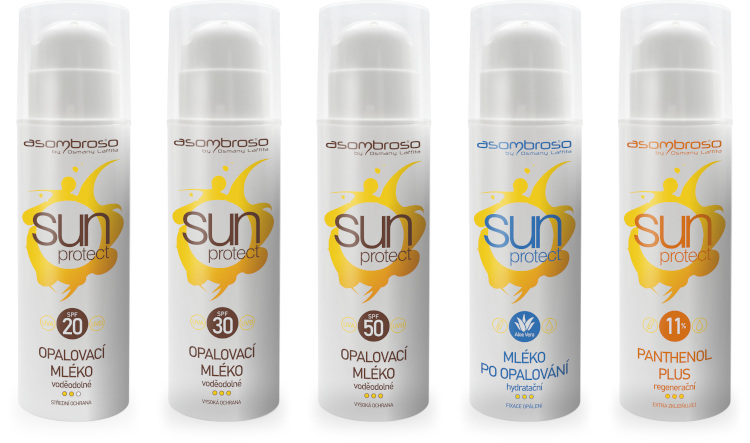 asombroso
by Osmany Laffita
sun
protect
SPF
20
OPALOVACÍ
MLÉKO
voděodolné
STŘEDNÍ OCHRANA
asombroso
by Osmany Laffita
sun
protect
SPF
30
OPALOVACÍ
MLÉKO
voděodolné
VYSOKÁ OCHRANA
asombroso
by Osmany Laffita
sun
protect
SPF
50
OPALOVACÍ
MLÉKO
voděodolné
VYSOKÁ OCHRANA
asombroso
by Osmany Laffita
sun
protect
Aloe Vera
MLÉKO
PO OPALOVÁNÍ
hydratační
FIXACE OPÁLENÍ
asombroso
by Osmany Laffita
sun
protect
11%
PANTHENOL
PLUS
regenerační
EXTRA ZKLIDŇUJÍCÍ